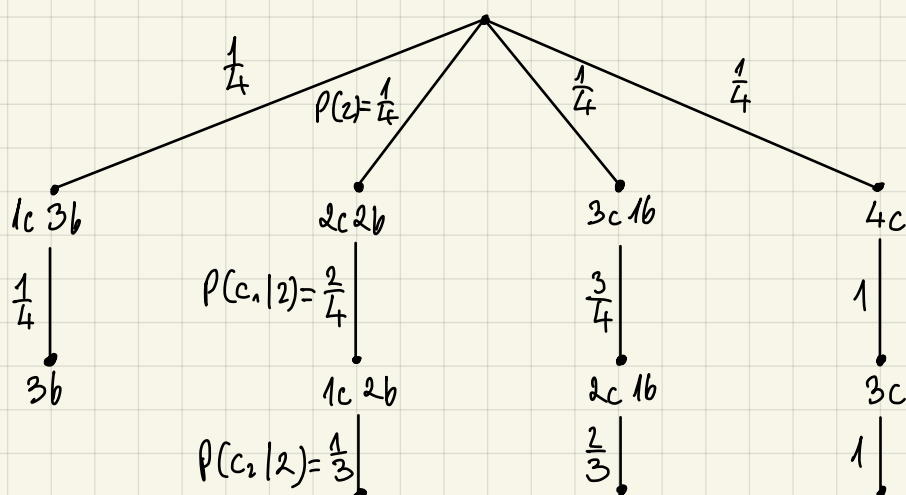 1/4
P(2)=1/4
1/4
1/4
1c 3b
2c 2b
3c 1b
4c
1/4
P(c₁|2)=2/4
3/4
1
3b
1c 2b
2c 1b
3c
P(c₂|2)=1/3
2/3
1